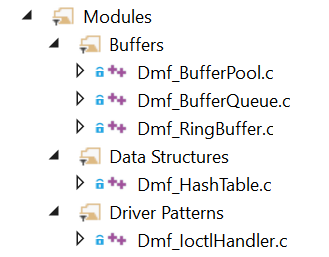 Modules
Buffers
Dmf_BufferPool.c
Dmf_BufferQueue.c
Dmf_RingBuffer.c
Data Structures
Dmf_HashTable.c
Driver Patterns
Dmf_IoctlHandler.c